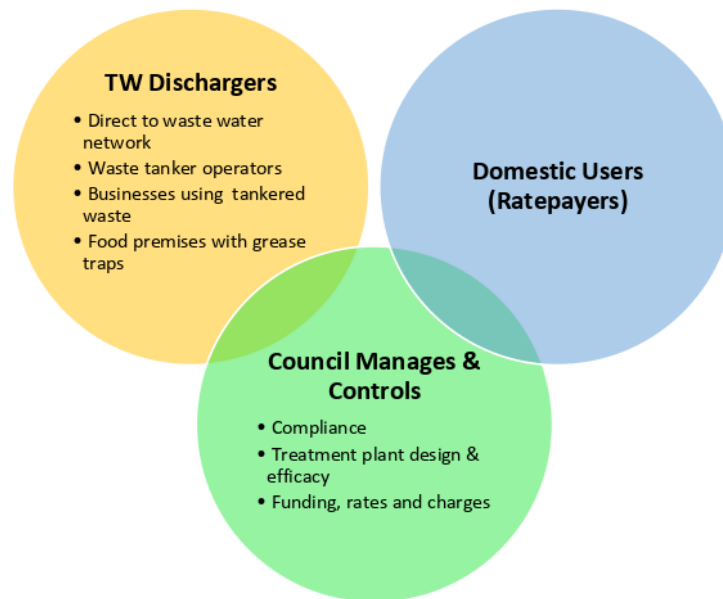 TW Dischargers
• Direct to waste water
network
• Waste tanker operators
• Businesses using tankered
waste
• Food premises with grease
traps
Domestic Users
(Ratepayers)
Council Manages &
Controls
• Compliance
• Treatment plant design &
efficacy
• Funding, rates and charges